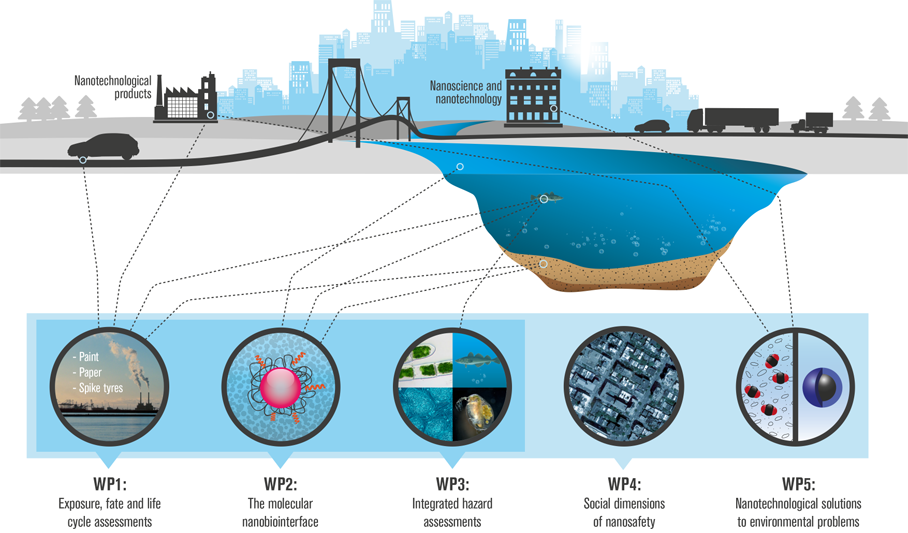 Nanotechnological
products
Nanoscience and
nanotechnology
- Paint
- Paper
- Spike tyres
WP1:
Exposure, fate and life
cycle assessments
WP2:
The molecular
nanobiointerface
WP3:
Integrated hazard
assessments
WP4:
Social dimensions
of nanosafety
WP5:
Nanotechnological solutions
to environmental problems